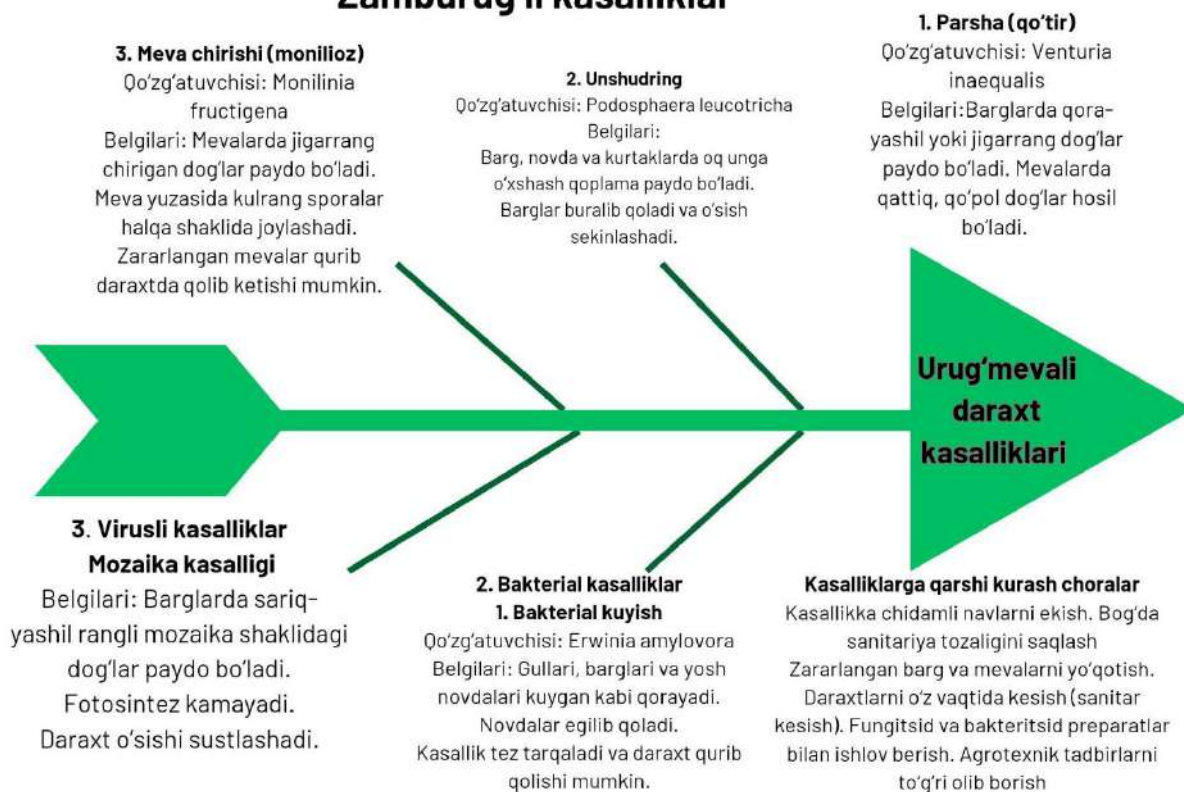 Zamburug'li kasalliklar
3. Meva chirishi (monilioz)
Qo'zg'atuvchisi: Monilinia
fructigena
Belgilari: Mevalarda jigarrang
chirigan dog'lar paydo bo'ladi.
Meva yuzasida kulrang sporalar
halqa shaklida joylashadi.
Zararlangan mevalar qurib
daraxtda qolib ketishi mumkin.
2. Unshudring
Qo'zg'atuvchisi: Podosphaera leucotricha
Belgilari:
Barg, novda va kurtaklarda oq unga
o'xshash qoplama paydo bo'ladi.
Barglar buralib qoladi va o'sish
sekinlashadi.
1. Parsha (qo'tir)
Qo'zg'atuvchisi: Venturia
inaequalis
Belgilari:Barglarda qora-
yashil yoki jigarrang dog'lar
paydo bo'ladi. Mevalarda
qattiq, qo'pol dog'lar hosil
bo'ladi.
Urug'mevali
daraxt
kasalliklari
3. Virusli kasalliklar
Mozaika kasalligi
Belgilari: Barglarda sariq-
yashil rangli mozaika shaklidagi
dog'lar paydo bo'ladi.
Fotosintez kamayadi.
Daraxt o'sishi sustlashadi.
2. Bakterial kasalliklar
1. Bakterial kuyish
Qo'zg'atuvchisi: Erwinia amylovora
Belgilari: Gullari, barglari va yosh
novdalari kuygan kabi qorayadi.
Novdalar egilib qoladi.
Kasallik tez tarqaladi va daraxt qurib
qolishi mumkin.
Kasalliklarga qarshi kurash choralar
Kasallikka chidamli navlarni ekish. Bog'da
sanitariya tozaligini saqlash
Zararlangan barg va mevalarni yo'qotish.
Daraxtlarni o'z vaqtida kesish (sanitar
kesish). Fungitsid va bakteritsid preparatlar
bilan ishlov berish. Agrotexnik tadbirlarni
to'g'ri olib borish